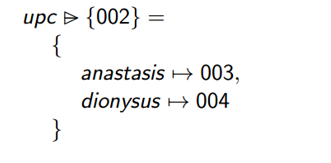 upc ⩥ {002} =
{
anastasis ↦ 003,
dionysus ↦ 004
}